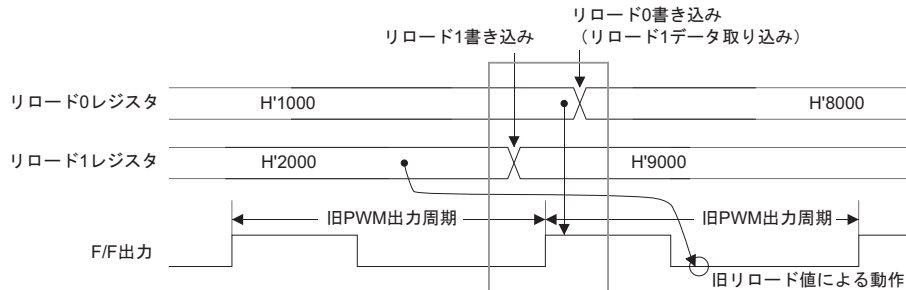 リロード0書き込み
(リロード1データ取り込み)
リロード1書き込み
リロード0レジスタ
H'1000
H'8000
リロード1レジスタ
H'2000
H'9000
旧PWM出力周期
旧PWM出力周期
F/F出力
旧リロード値による動作